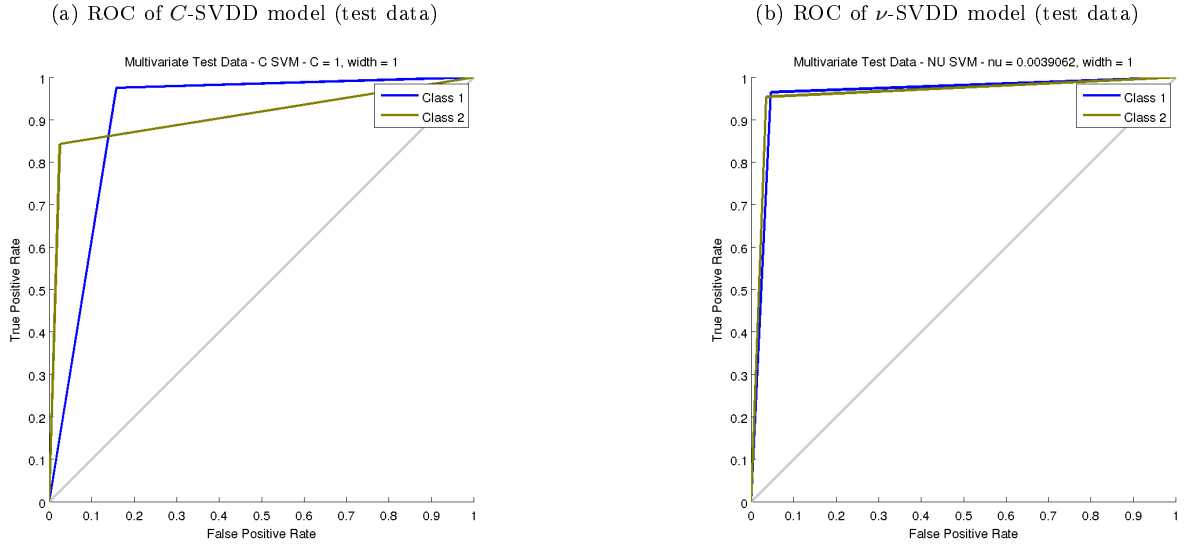 (a) ROC of C-SVDD model (test data)
Multivariate Test Data - C SVM - C = 1, width = 1
1
0.9
0.8
0.7
0.6
0.5
0.4
0.3
0.2
0.1
0
True Positive Rate
Class 1
Class 2
0 0.1 0.2 0.3 0.4 0.5 0.6 0.7 0.8 0.9 1
False Positive Rate
(b) ROC of ν-SVDD model (test data)
Multivariate Test Data - NU SVM - nu = 0.0039062, width = 1
1
0.9
0.8
0.7
0.6
0.5
0.4
0.3
0.2
0.1
0
True Positive Rate
Class 1
Class 2
0 0.1 0.2 0.3 0.4 0.5 0.6 0.7 0.8 0.9 1
False Positive Rate